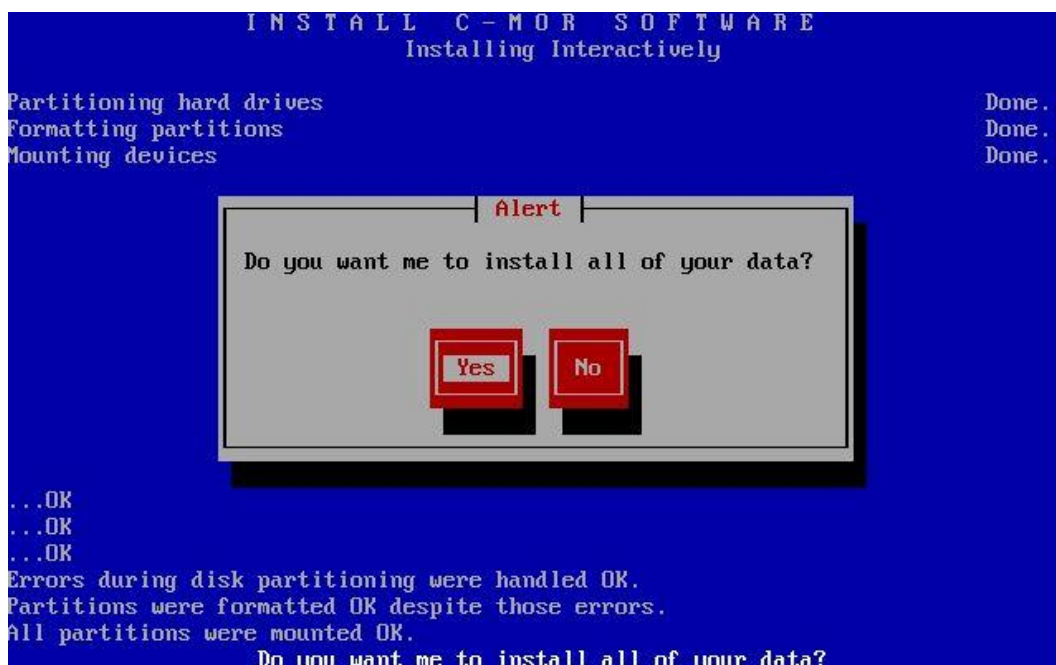 INSTALL C-MOR SOFTWARE
Installing Interactively
Partitioning hard drives Done.
Formatting partitions Done.
Mounting devices Done.
Alert
Do you want me to install all of your data?
Yes No
...OK
...OK
...OK
Errors during disk partitioning were handled OK.
Partitions were formatted OK despite those errors.
All partitions were mounted OK.
Do you want me to install all of your data?